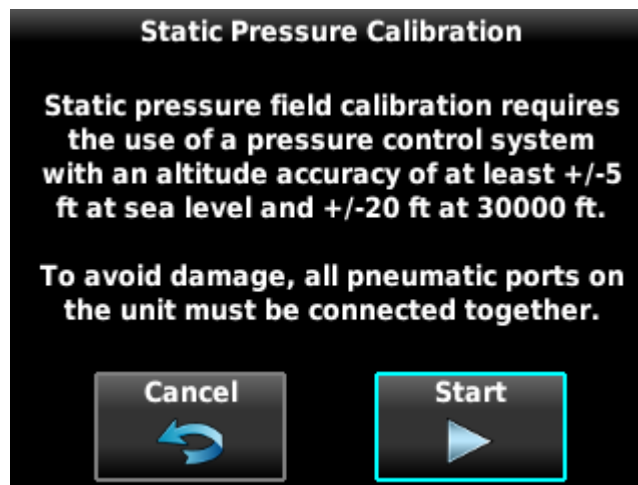 Static Pressure Calibration
Static pressure field calibration requires
the use of a pressure control system
with an altitude accuracy of at least +/-5
ft at sea level and +/-20 ft at 30000 ft.
To avoid damage, all pneumatic ports on
the unit must be connected together.
Cancel
Start